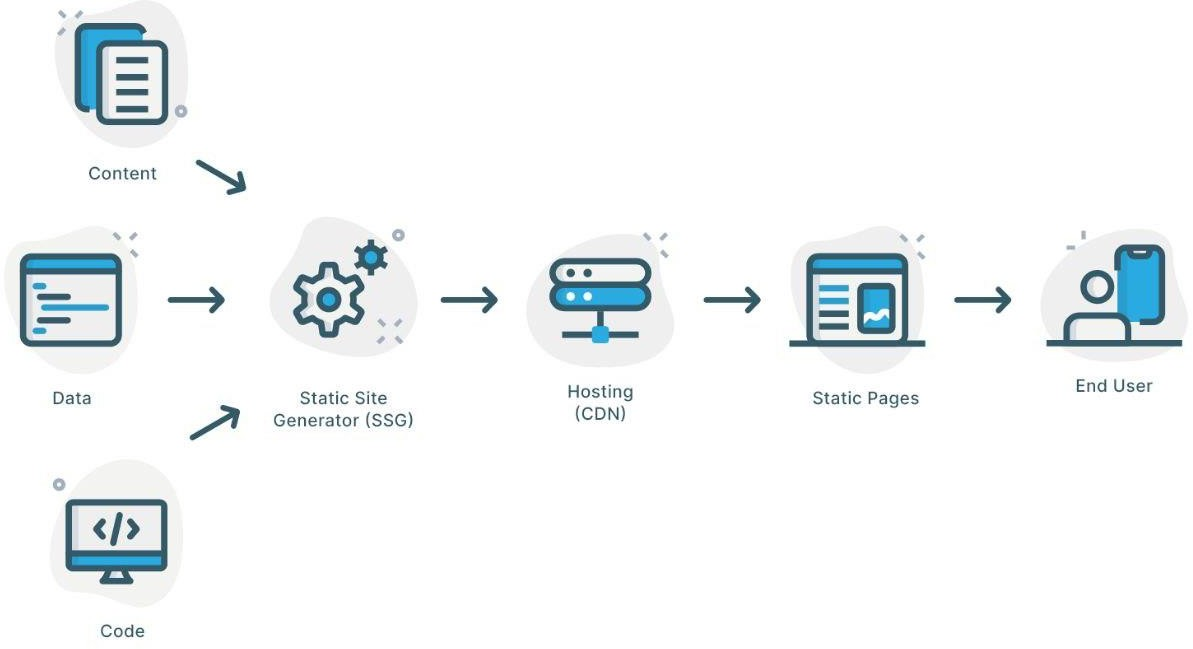 Content
Data
Static Site
Generator (SSG)
Hosting
(CDN)
Static Pages
End User
</>
Code